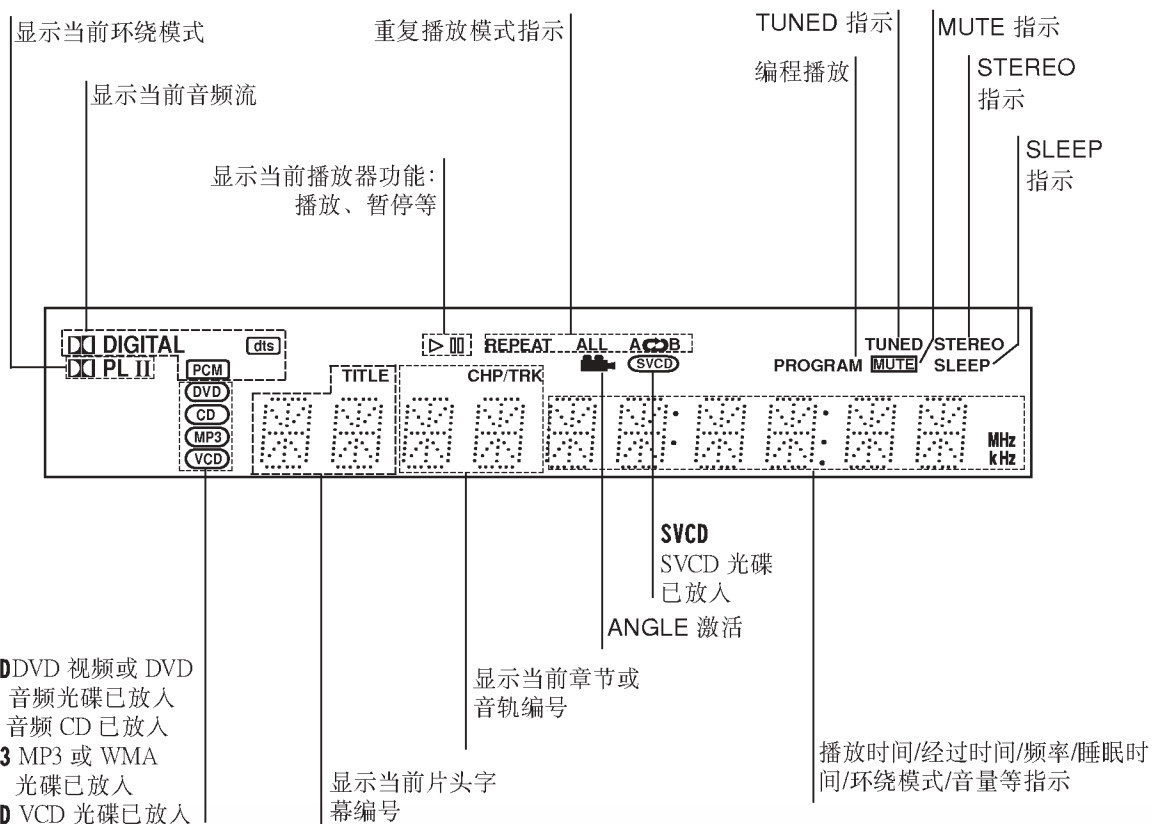 显示当前环绕模式
重复播放模式指示
TUNED 指示
MUTE 指示
显示当前音频流
编程播放
STEREO
指示
SLEEP
指示
显示当前播放器功能:
播放、暂停等
DIGITAL
dts
PL II
PCM
DVD
CD
MP3
VCD
TITLE
CHP/TRK
REPEAT ALL A B
SVCD
TUNED STEREO
PROGRAM MUTE SLEEP
MHz
kHz
SVCD
SVCD 光碟
已放入
ANGLE 激活
DDVD 视频或 DVD
音频光碟已放入
音频 CD 已放入
3 MP3 或 WMA
光碟已放入
D VCD 光碟已放入
显示当前章节或
音轨编号
显示当前片头字
幕编号
播放时间/经过时间/频率/睡眠时
间/环绕模式/音量等指示